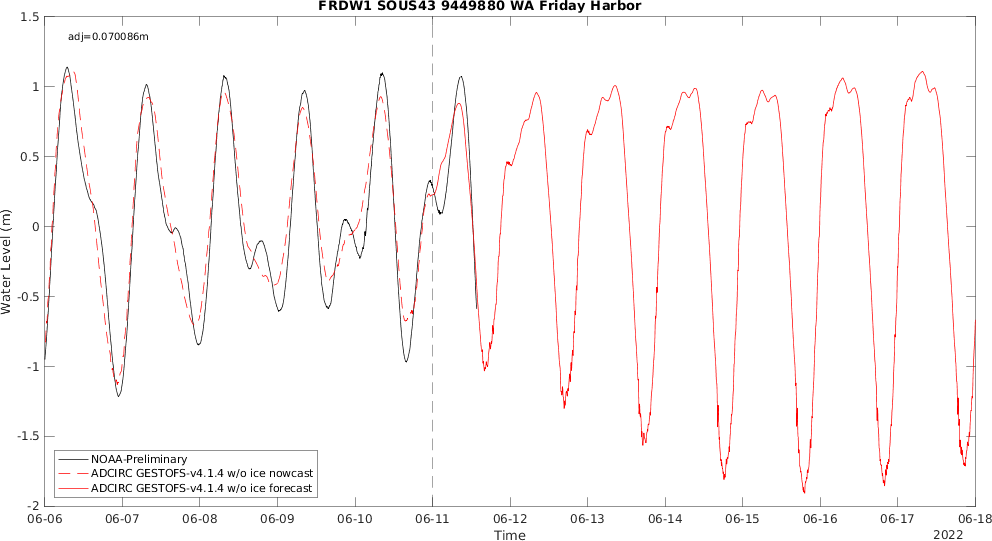 FRDW1 SOUS43 9449880 WA Friday Harbor
adj=0.070086m
1.5
1
0.5
0
-0.5
-1
-1.5
-2
Water Level (m)
NOAA-Preliminary
ADCIRC GESTOFS-v4.1.4 w/o ice nowcast
ADCIRC GESTOFS-v4.1.4 w/o ice forecast
06-06 06-07 06-08 06-09 06-10 06-11 06-12 06-13 06-14 06-15 06-16 06-17 06-18
Time
2022